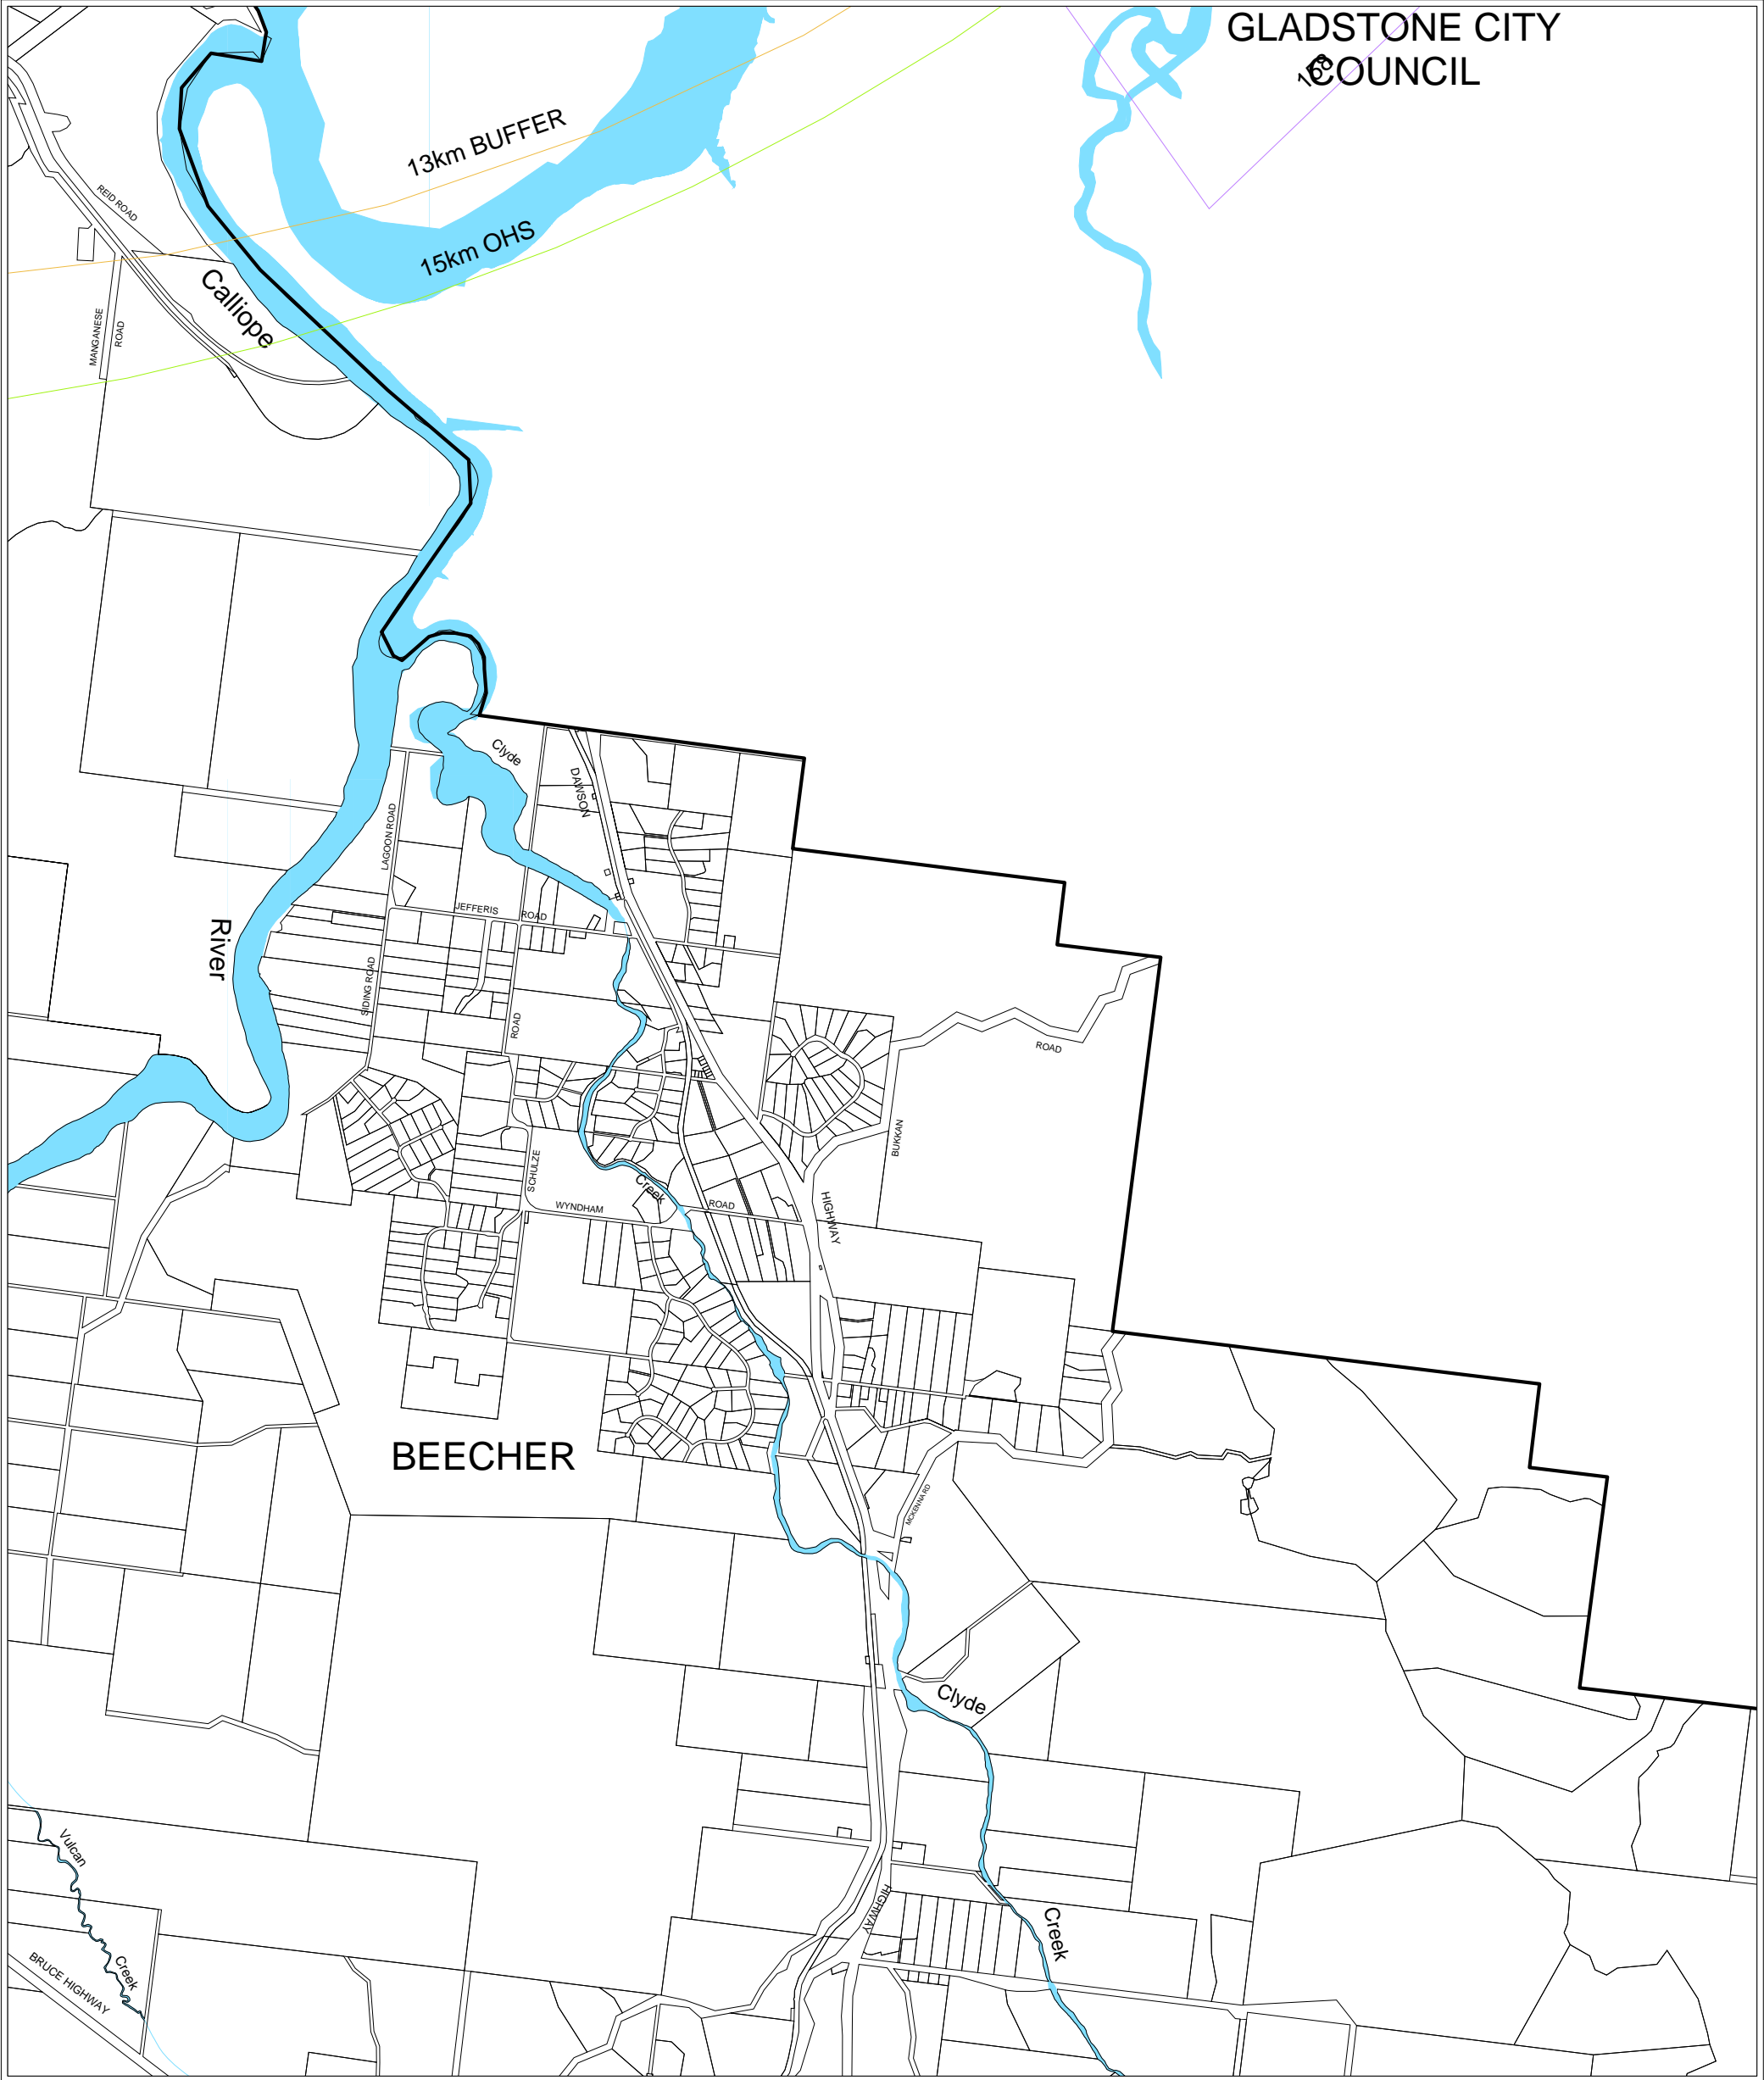 GLADSTONE CITY
COUNCIL
158
13km BUFFER
15km OHS
REID ROAD
Calliope
MANGANESE
ROAD
Clyde
DAWSON
LAGOON ROAD
JEFFERIS
ROAD
River
SIDING ROAD
ROAD
ROAD
BUKKAN
SCHULZE
Creek
WYNDHAM
ROAD
HIGHWAY
BEECHER
MCKENNA RD
Clyde
Vulcan
Creek
HIGHWAY
Creek
BRUCE HIGHWAY